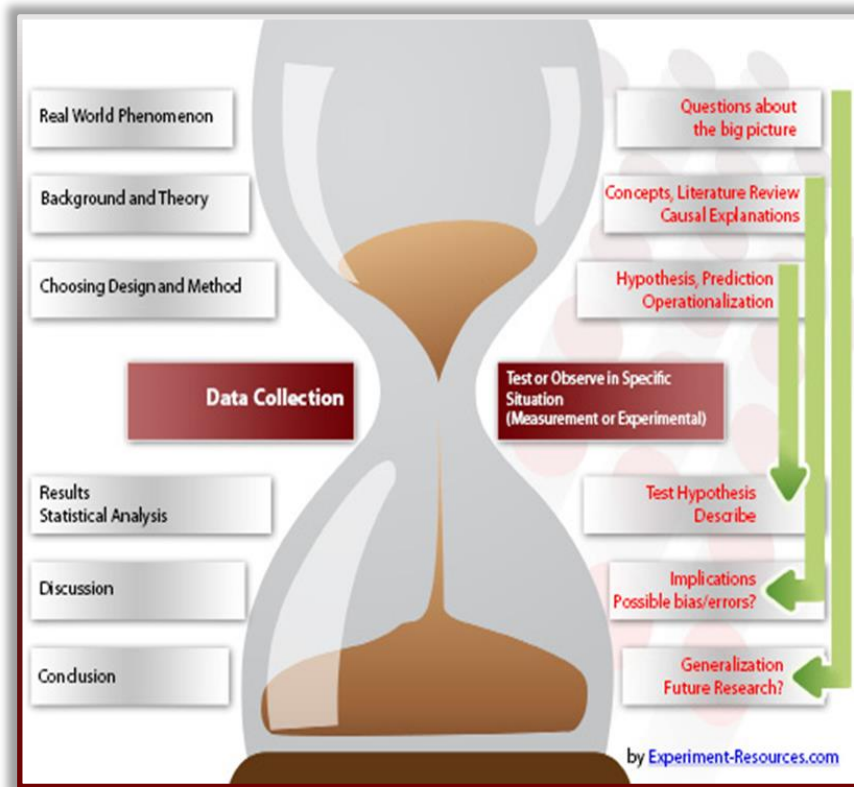 Real World Phenomenon
Questions about
the big picture
Background and Theory
Concepts, Literature Review
Causal Explanations
Choosing Design and Method
Hypothesis, Prediction
Operationalization
Data Collection
Test or Observe in Specific
Situation
(Measurement or Experimental)
Results
Statistical Analysis
Test Hypothesis
Describe
Discussion
Implications
Possible bias/errors?
Conclusion
Generalization
Future Research?
by Experiment-Resources.com